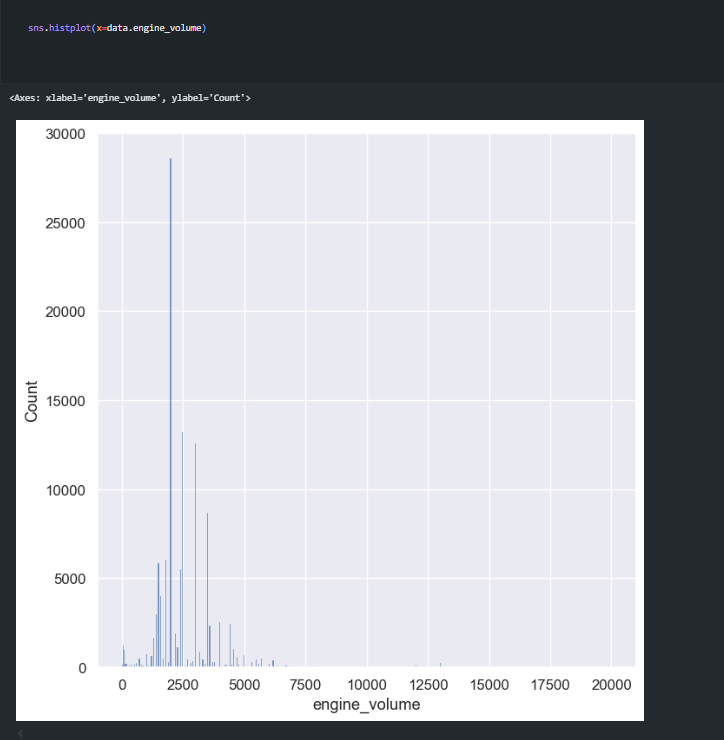 sns.histplot(x=data.engine_volume)
<Axes: xlabel='engine_volume', ylabel='Count'>
30000
25000
20000
15000
10000
5000
0
Count
0 2500 5000 7500 10000 12500 15000 17500 20000
engine_volume